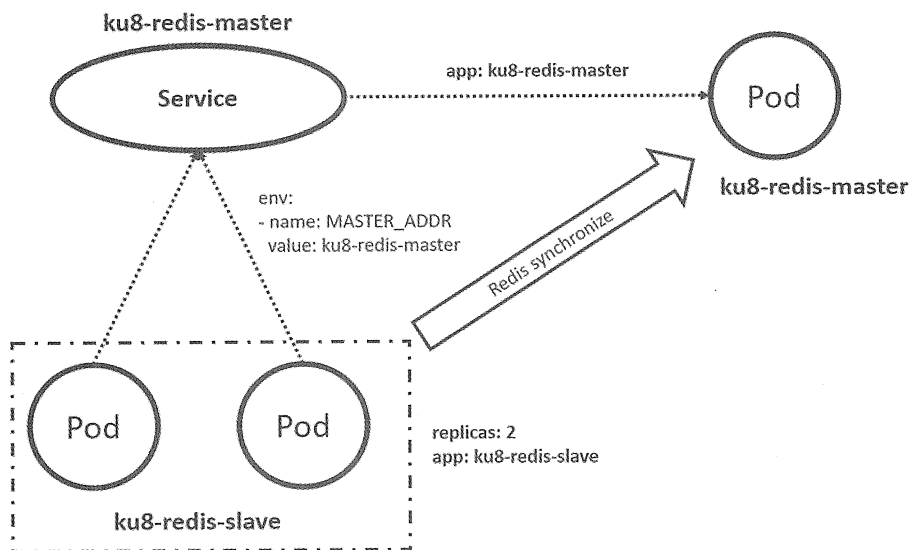 ku8-redis-master
Service
app: ku8-redis-master
Pod
ku8-redis-master
env:
- name: MASTER_ADDR
value: ku8-redis-master
Redis synchronize
Pod
Pod
ku8-redis-slave
replicas: 2
app: ku8-redis-slave